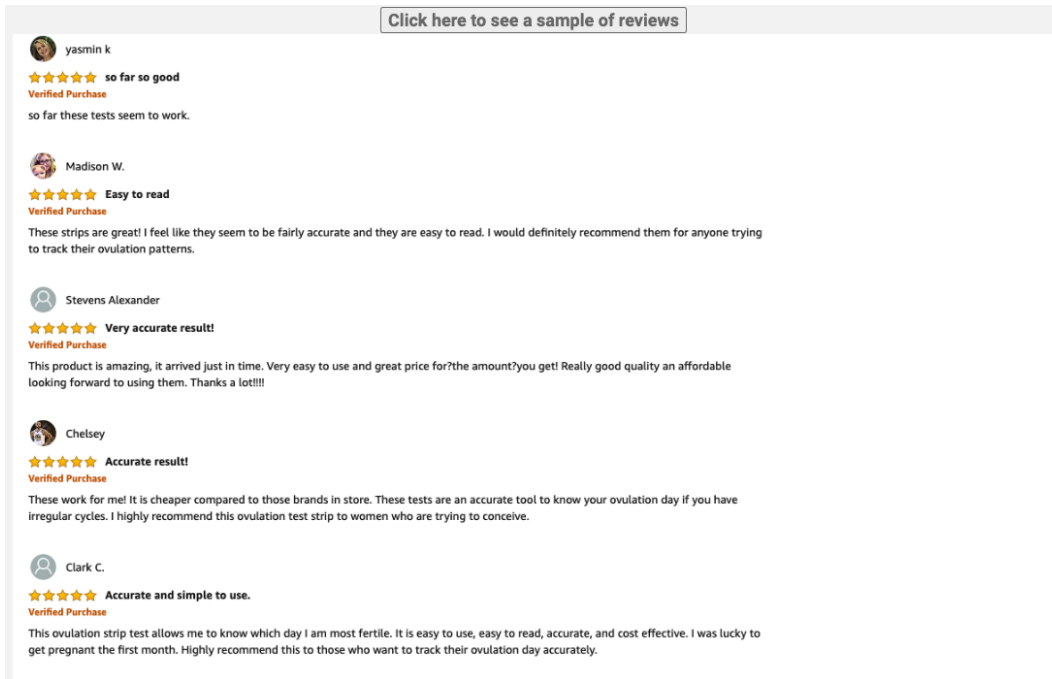 Click here to see a sample of reviews
yasmin k
so far so good
Verified Purchase
so far these tests seem to work.
Madison W.
Easy to read
Verified Purchase
These strips are great! I feel like they seem to be fairly accurate and they are easy to read. I would definitely recommend them for anyone trying
to track their ovulation patterns.
Stevens Alexander
Very accurate result!
Verified Purchase
This product is amazing, it arrived just in time. Very easy to use and great price for?the amount?you get! Really good quality an affordable
looking forward to using them. Thanks a lot!!!!
Chelsey
Accurate result!
Verified Purchase
These work for me! It is cheaper compared to those brands in store. These tests are an accurate tool to know your ovulation day if you have
irregular cycles. I highly recommend this ovulation test strip to women who are trying to conceive.
Clark C.
Accurate and simple to use.
Verified Purchase
This ovulation strip test allows me to know which day I am most fertile. It is easy to use, easy to read, accurate, and cost effective. I was lucky to
get pregnant the first month. Highly recommend this to those who want to track their ovulation day accurately.